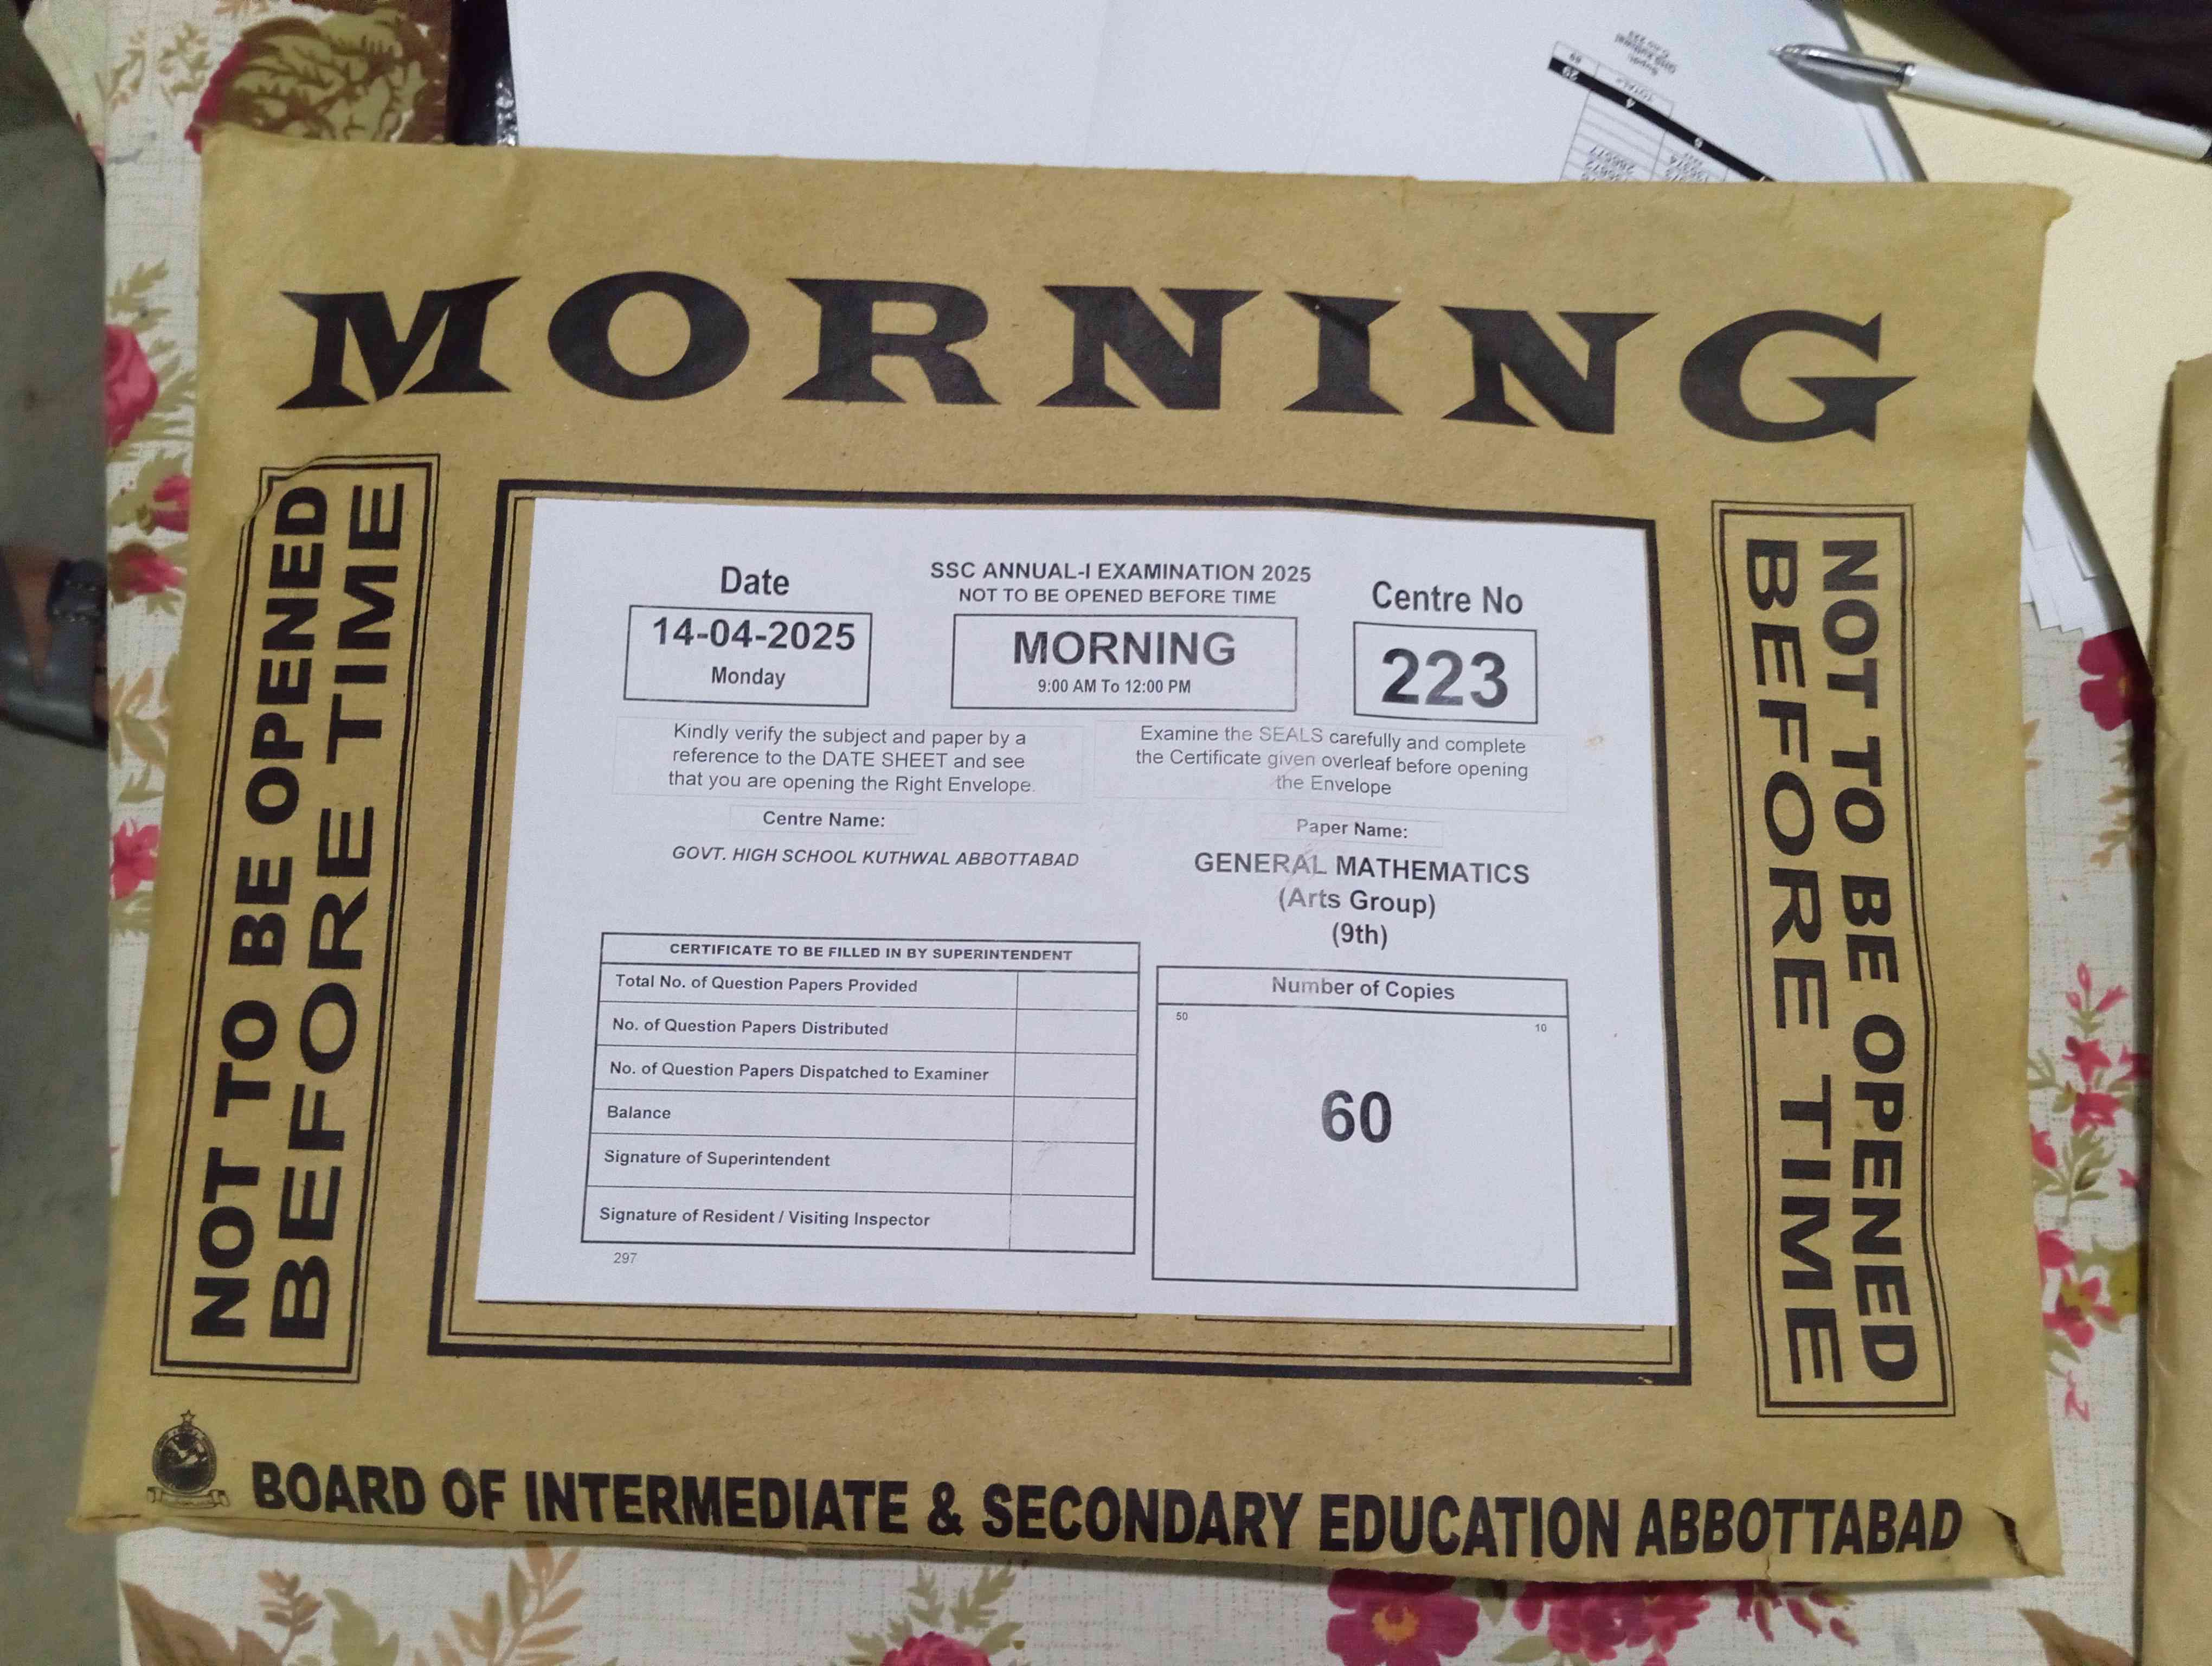 MORNING
NOT TO BE OPENED
BEFORE TIME
Date
14-04-2025
Monday
SSC ANNUAL-I EXAMINATION 2025
NOT TO BE OPENED BEFORE TIME
MORNING
9:00 AM To 12:00 PM
Centre No
223
Kindly verify the subject and paper by a
reference to the DATE SHEET and see
that you are opening the Right Envelope.
Examine the SEALS carefully and complete
the Certificate given overleaf before opening
the Envelope
Centre Name:
GOVT. HIGH SCHOOL KUTHWAL ABBOTTABAD
Paper Name:
GENERAL MATHEMATICS
(Arts Group)
(9th)
CERTIFICATE TO BE FILLED IN BY SUPERINTENDENT
Total No. of Question Papers Provided
No. of Question Papers Distributed
No. of Question Papers Dispatched to Examiner
Balance
Signature of Superintendent
Signature of Resident / Visiting Inspector
297
Number of Copies
50 10
60
NOT TO BE OPENED
BEFORE TIME
BOARD OF INTERMEDIATE & SECONDARY EDUCATION ABBOTTABAD